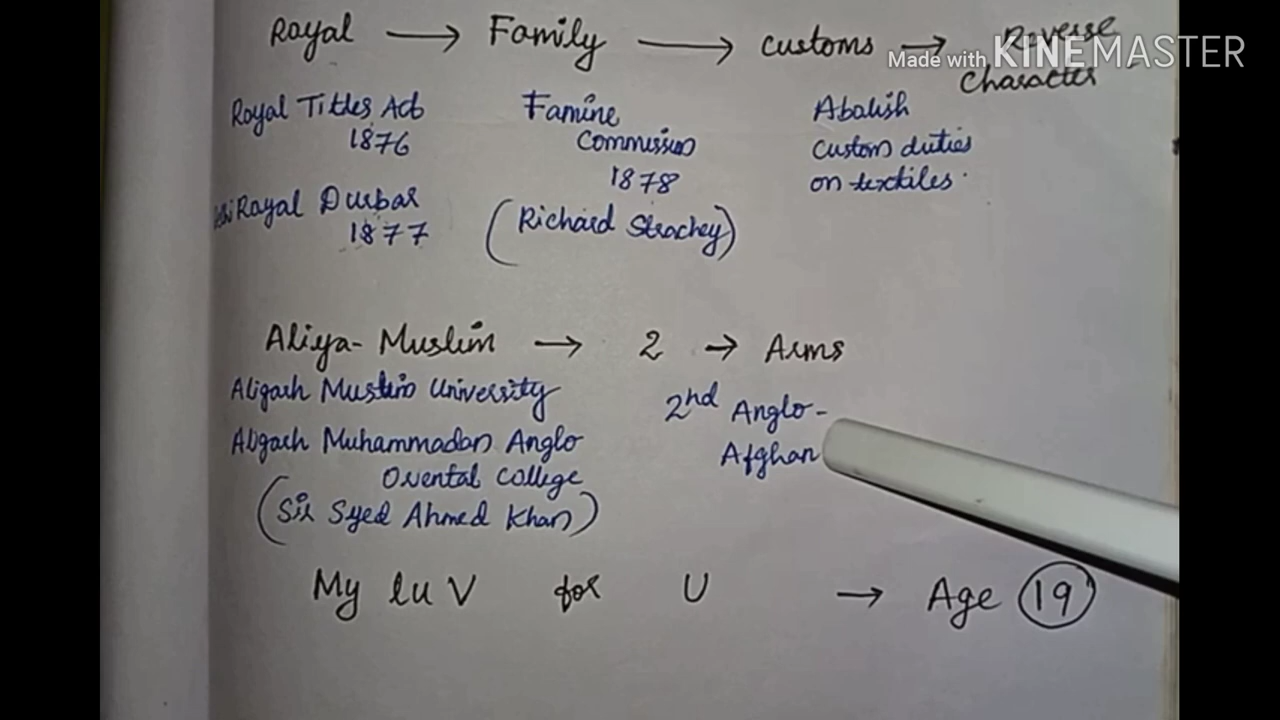 Royal → Family → customs → Reverse Character
Made with KINEMASTER
Royal Titles Act
1876
Famine Commission
1878
(Richard Strachey)
Abolish
custom duties
on textiles.
Royal Durbar
1877
Aliya-Muslim → 2 → Arms
Aligarh Muslim University
Aligarh Muhammadan Anglo
Oriental College
(Sir Syed Ahmed Khan)
2nd Anglo-
Afghan
My luV for U → Age 19